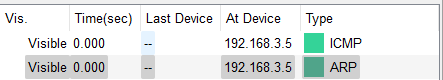 Vis. Time(sec) Last Device At Device Type
Visible 0.000 -- 192.168.3.5 ICMP
Visible 0.000 -- 192.168.3.5 ARP